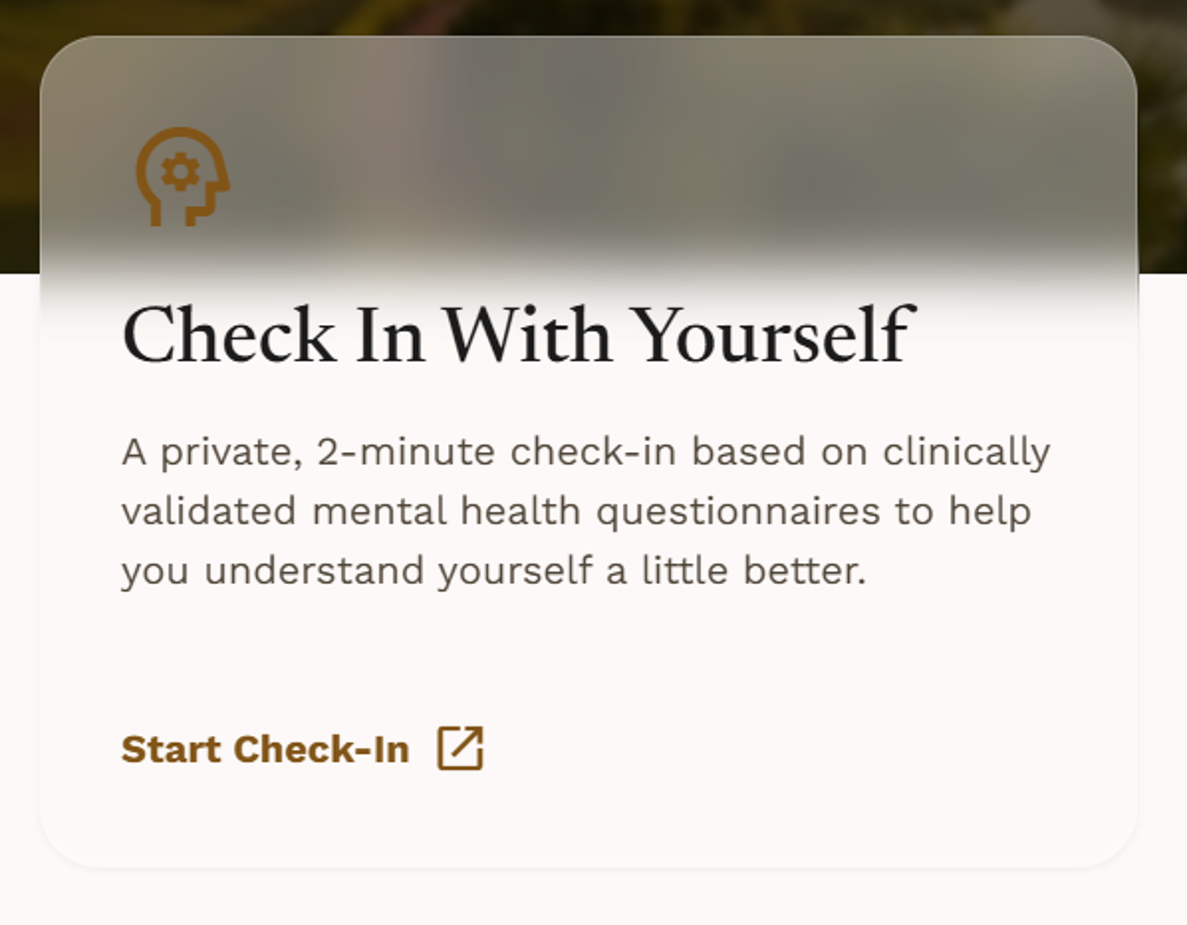 Check In With Yourself
A private, 2-minute check-in based on clinically
validated mental health questionnaires to help
you understand yourself a little better.
Start Check-In